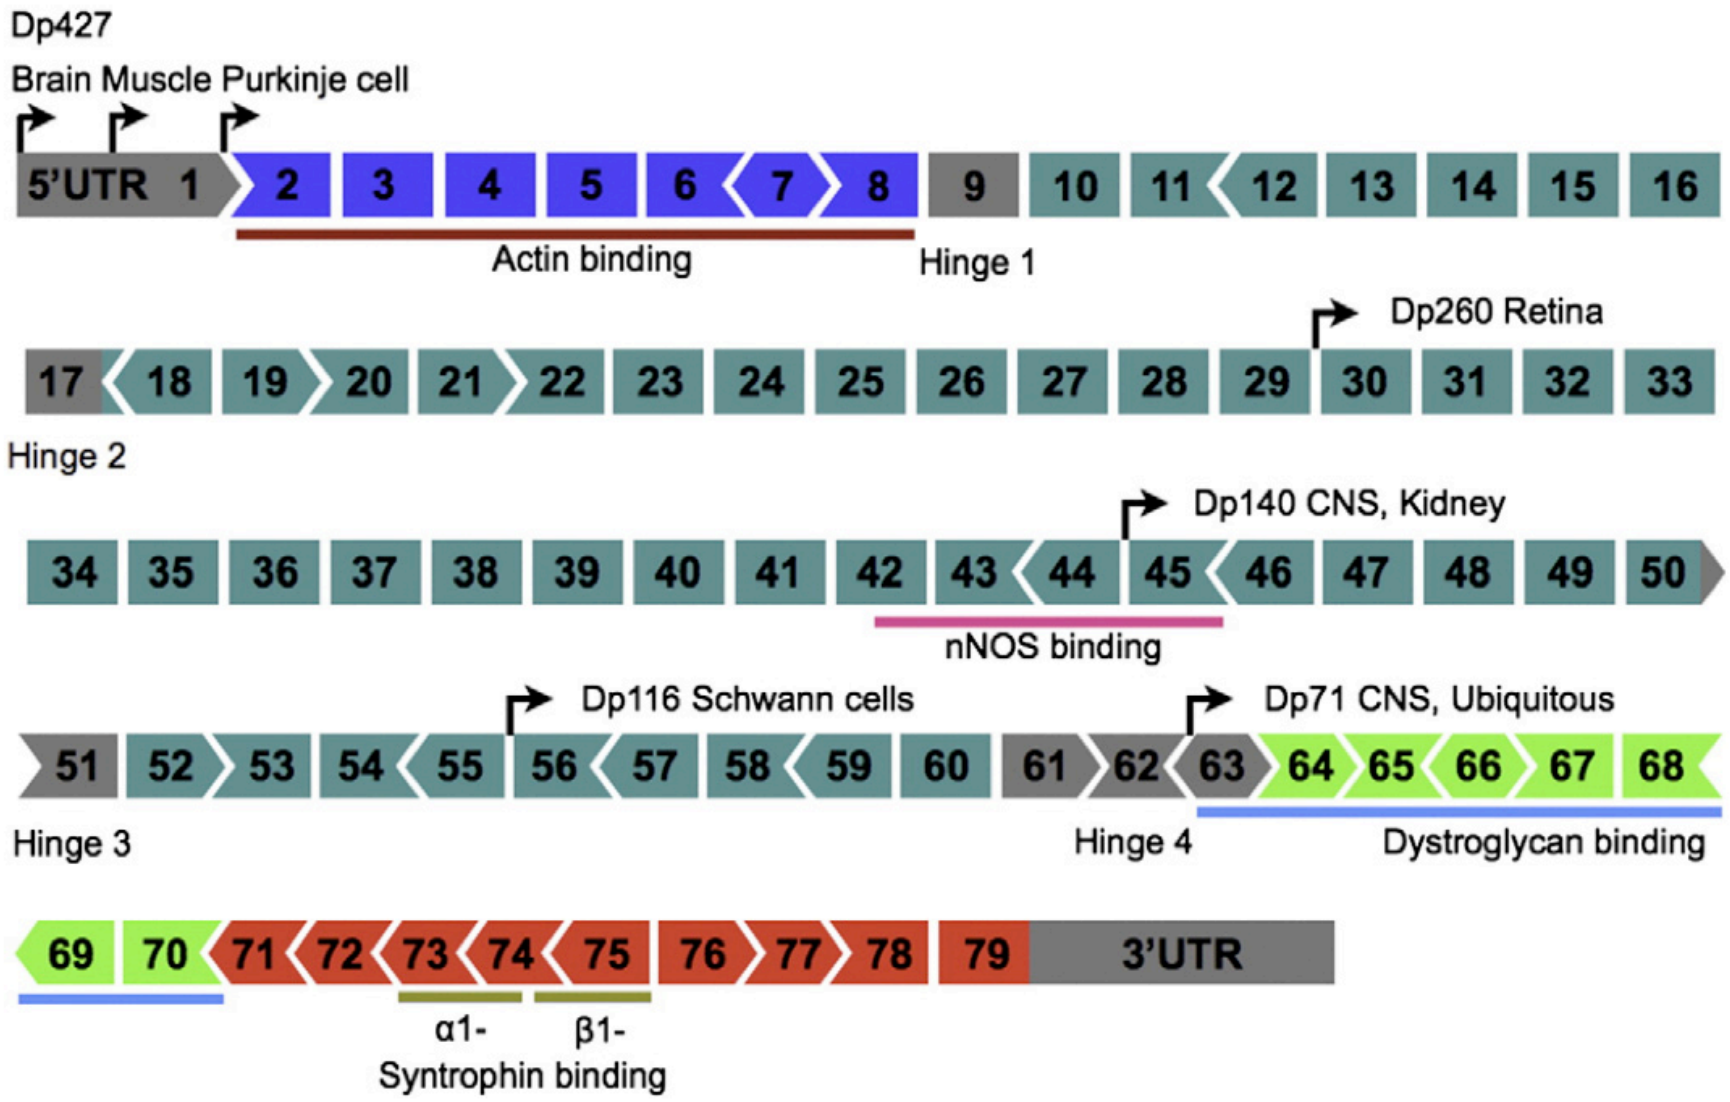 Dp427
Brain Muscle Purkinje cell
5’UTR 1 2 3 4 5 6 7 8 9 10 11 12 13 14 15 16
Actin binding Hinge 1
Dp260 Retina
17 18 19 20 21 22 23 24 25 26 27 28 29 30 31 32 33
Hinge 2
Dp140 CNS, Kidney
34 35 36 37 38 39 40 41 42 43 44 45 46 47 48 49 50
nNOS binding
Dp116 Schwann cells Dp71 CNS, Ubiquitous
51 52 53 54 55 56 57 58 59 60 61 62 63 64 65 66 67 68
Hinge 3 Hinge 4 Dystroglycan binding
69 70 71 72 73 74 75 76 77 78 79 3’UTR
α1- β1-
Syntrophin binding